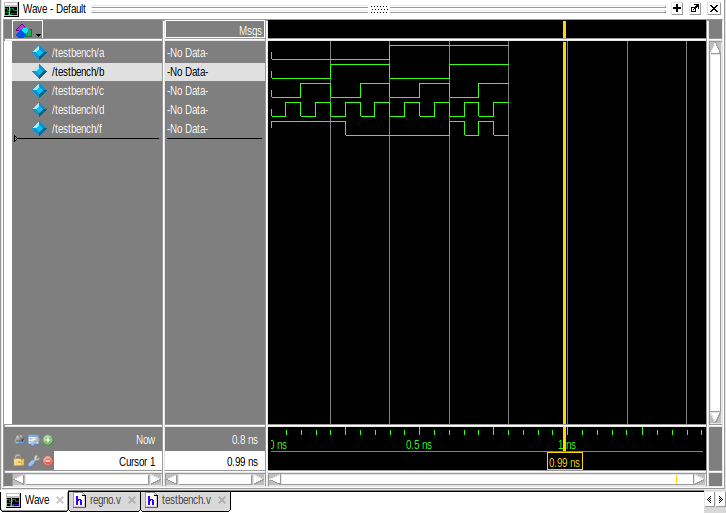 Wave - Default
Msgs
/testbench/a -No Data-
/testbench/b -No Data-
/testbench/c -No Data-
/testbench/d -No Data-
/testbench/f -No Data-
Now 0.8 ns 0 ns 0.5 ns 1 ns
Cursor 1 0.99 ns 0.99 ns
Wave regno.v testbench.v